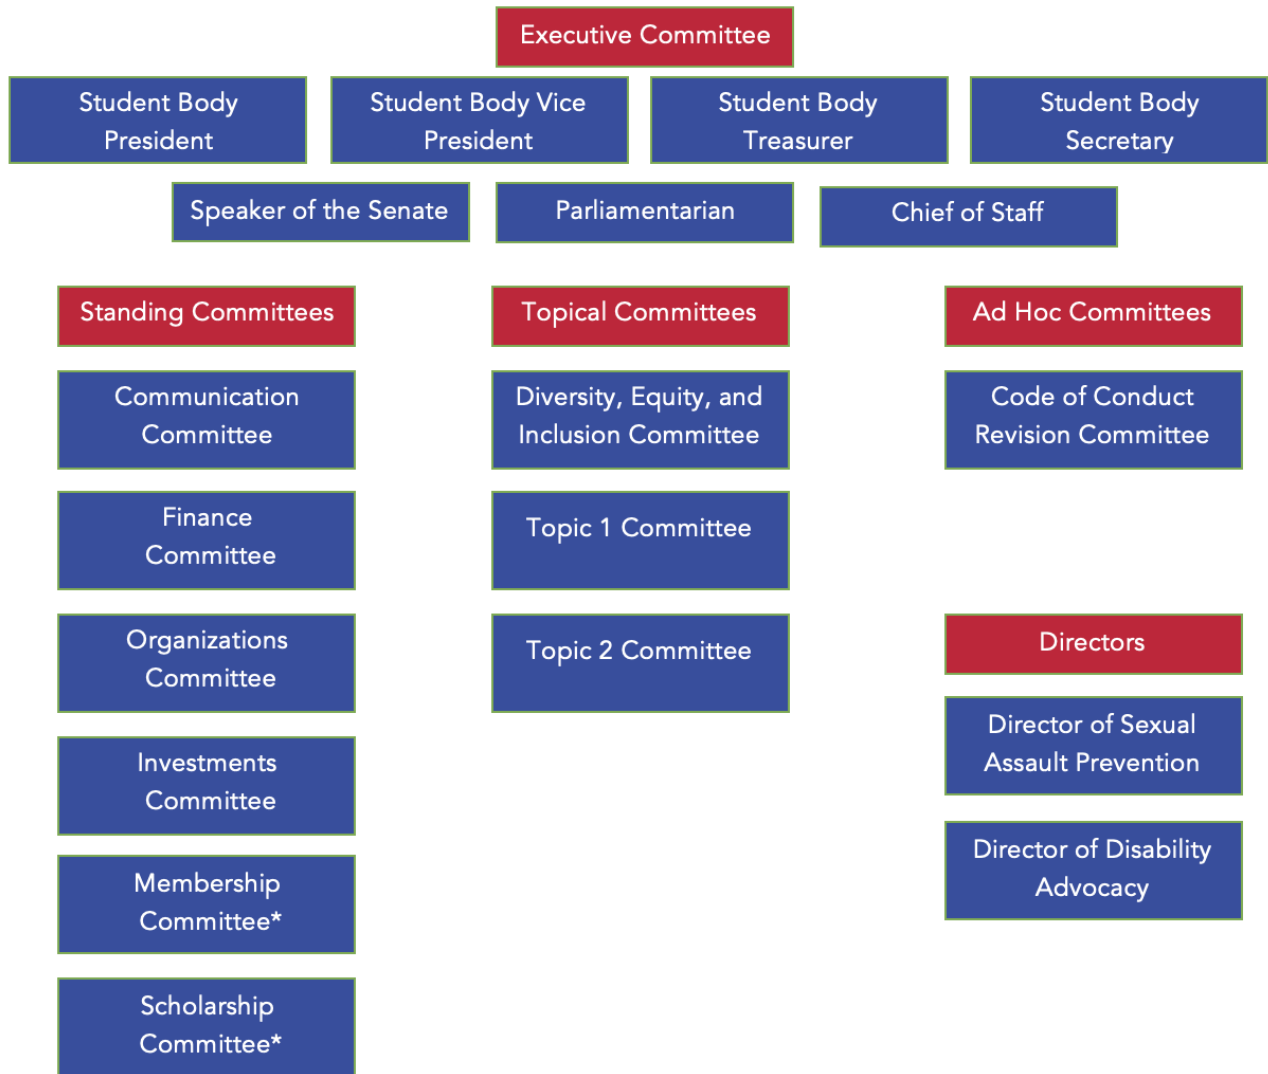 Executive Committee
Student Body
President
Student Body Vice
President
Student Body
Treasurer
Student Body
Secretary
Speaker of the Senate
Parliamentarian
Chief of Staff
Standing Committees
Communication
Committee
Finance
Committee
Organizations
Committee
Investments
Committee
Membership
Committee*
Scholarship
Committee*
Topical Committees
Diversity, Equity, and
Inclusion Committee
Topic 1 Committee
Topic 2 Committee
Ad Hoc Committees
Code of Conduct
Revision Committee
Directors
Director of Sexual
Assault Prevention
Director of Disability
Advocacy